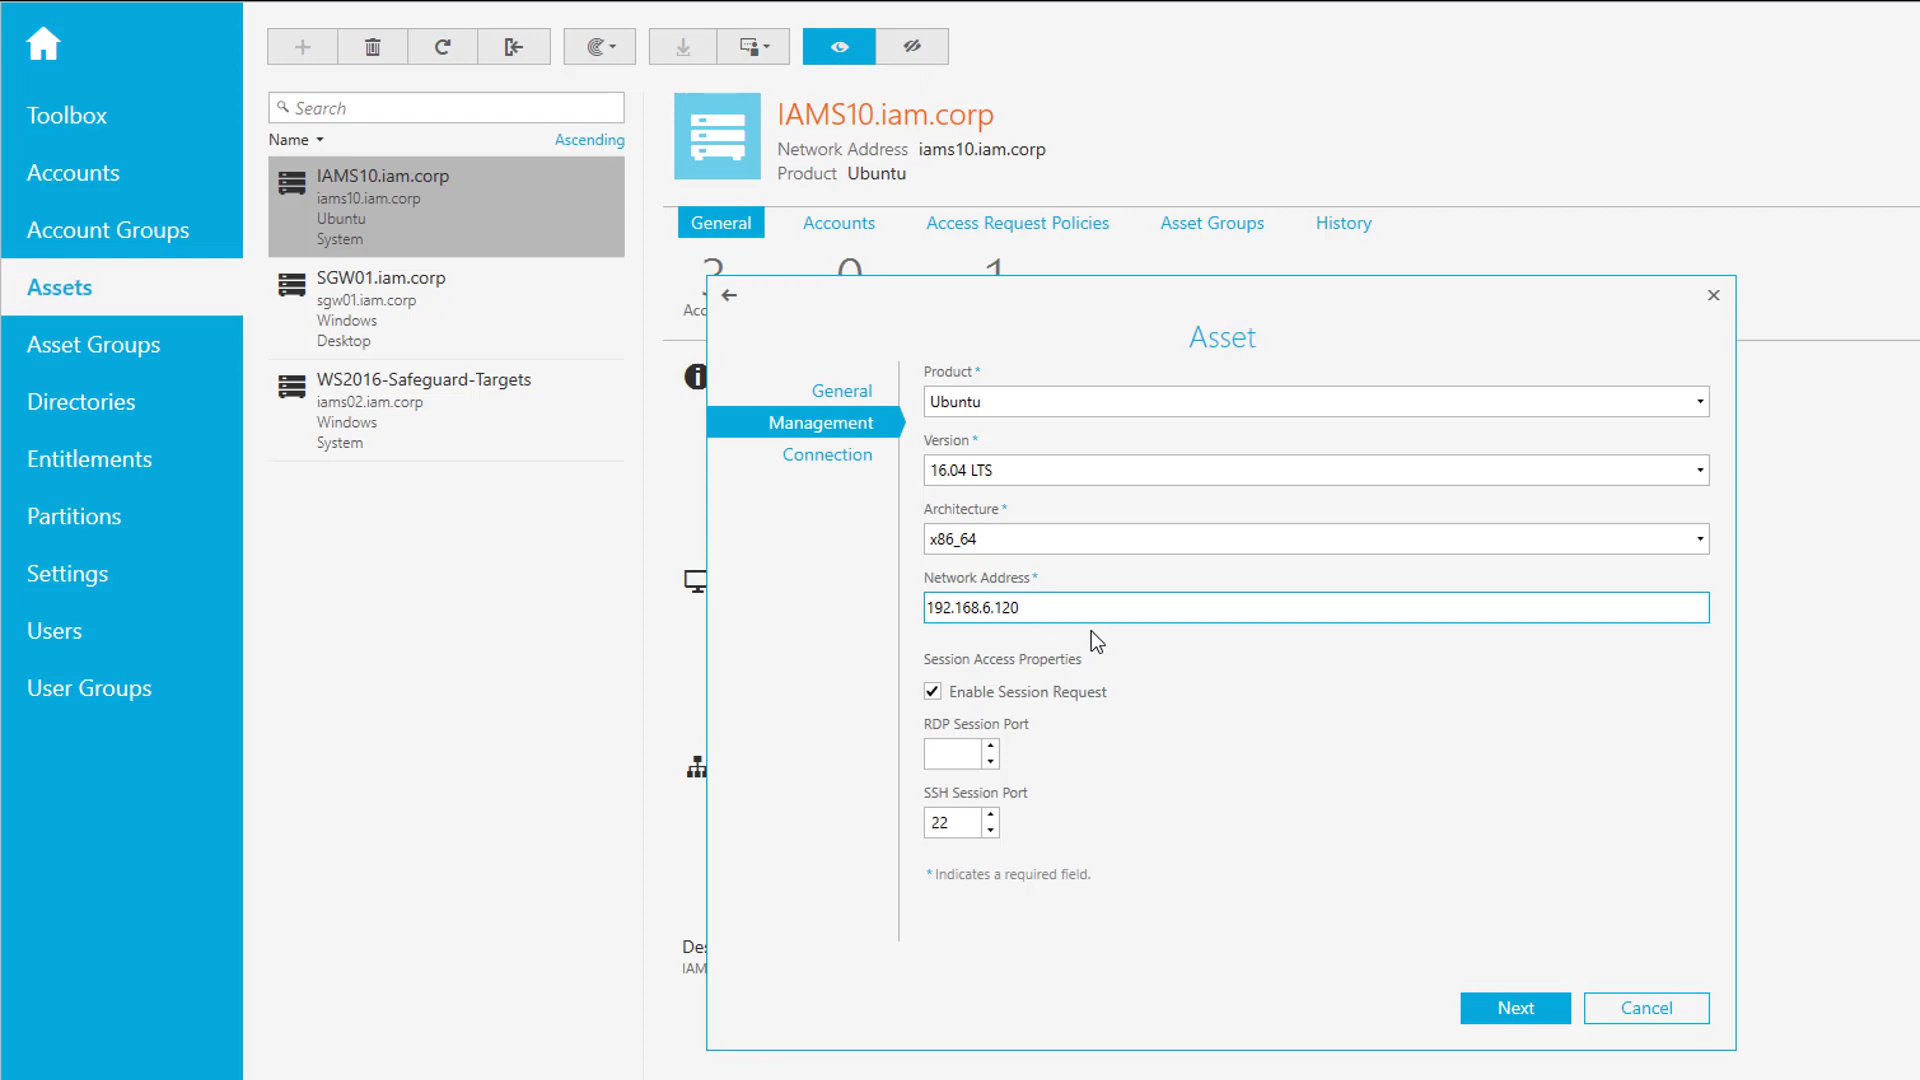 Toolbox
Accounts
Account Groups
Assets
Asset Groups
Directories
Entitlements
Partitions
Settings
Users
User Groups
Search
Name
Ascending
IAMS10.iam.corp
iams10.iam.corp
Ubuntu
System
SGW01.iam.corp
sgw01.iam.corp
Windows
Desktop
WS2016-Safeguard-Targets
iams02.iam.corp
Windows
System
IAMS10.iam.corp
Network Address iams10.iam.corp
Product Ubuntu
General Accounts Access Request Policies Asset Groups History
Asset
General
Management
Connection
Product *
Ubuntu
Version *
16.04 LTS
Architecture *
x86_64
Network Address *
192.168.6.120
Session Access Properties
Enable Session Request
RDP Session Port
SSH Session Port
22
* Indicates a required field.
Next
Cancel